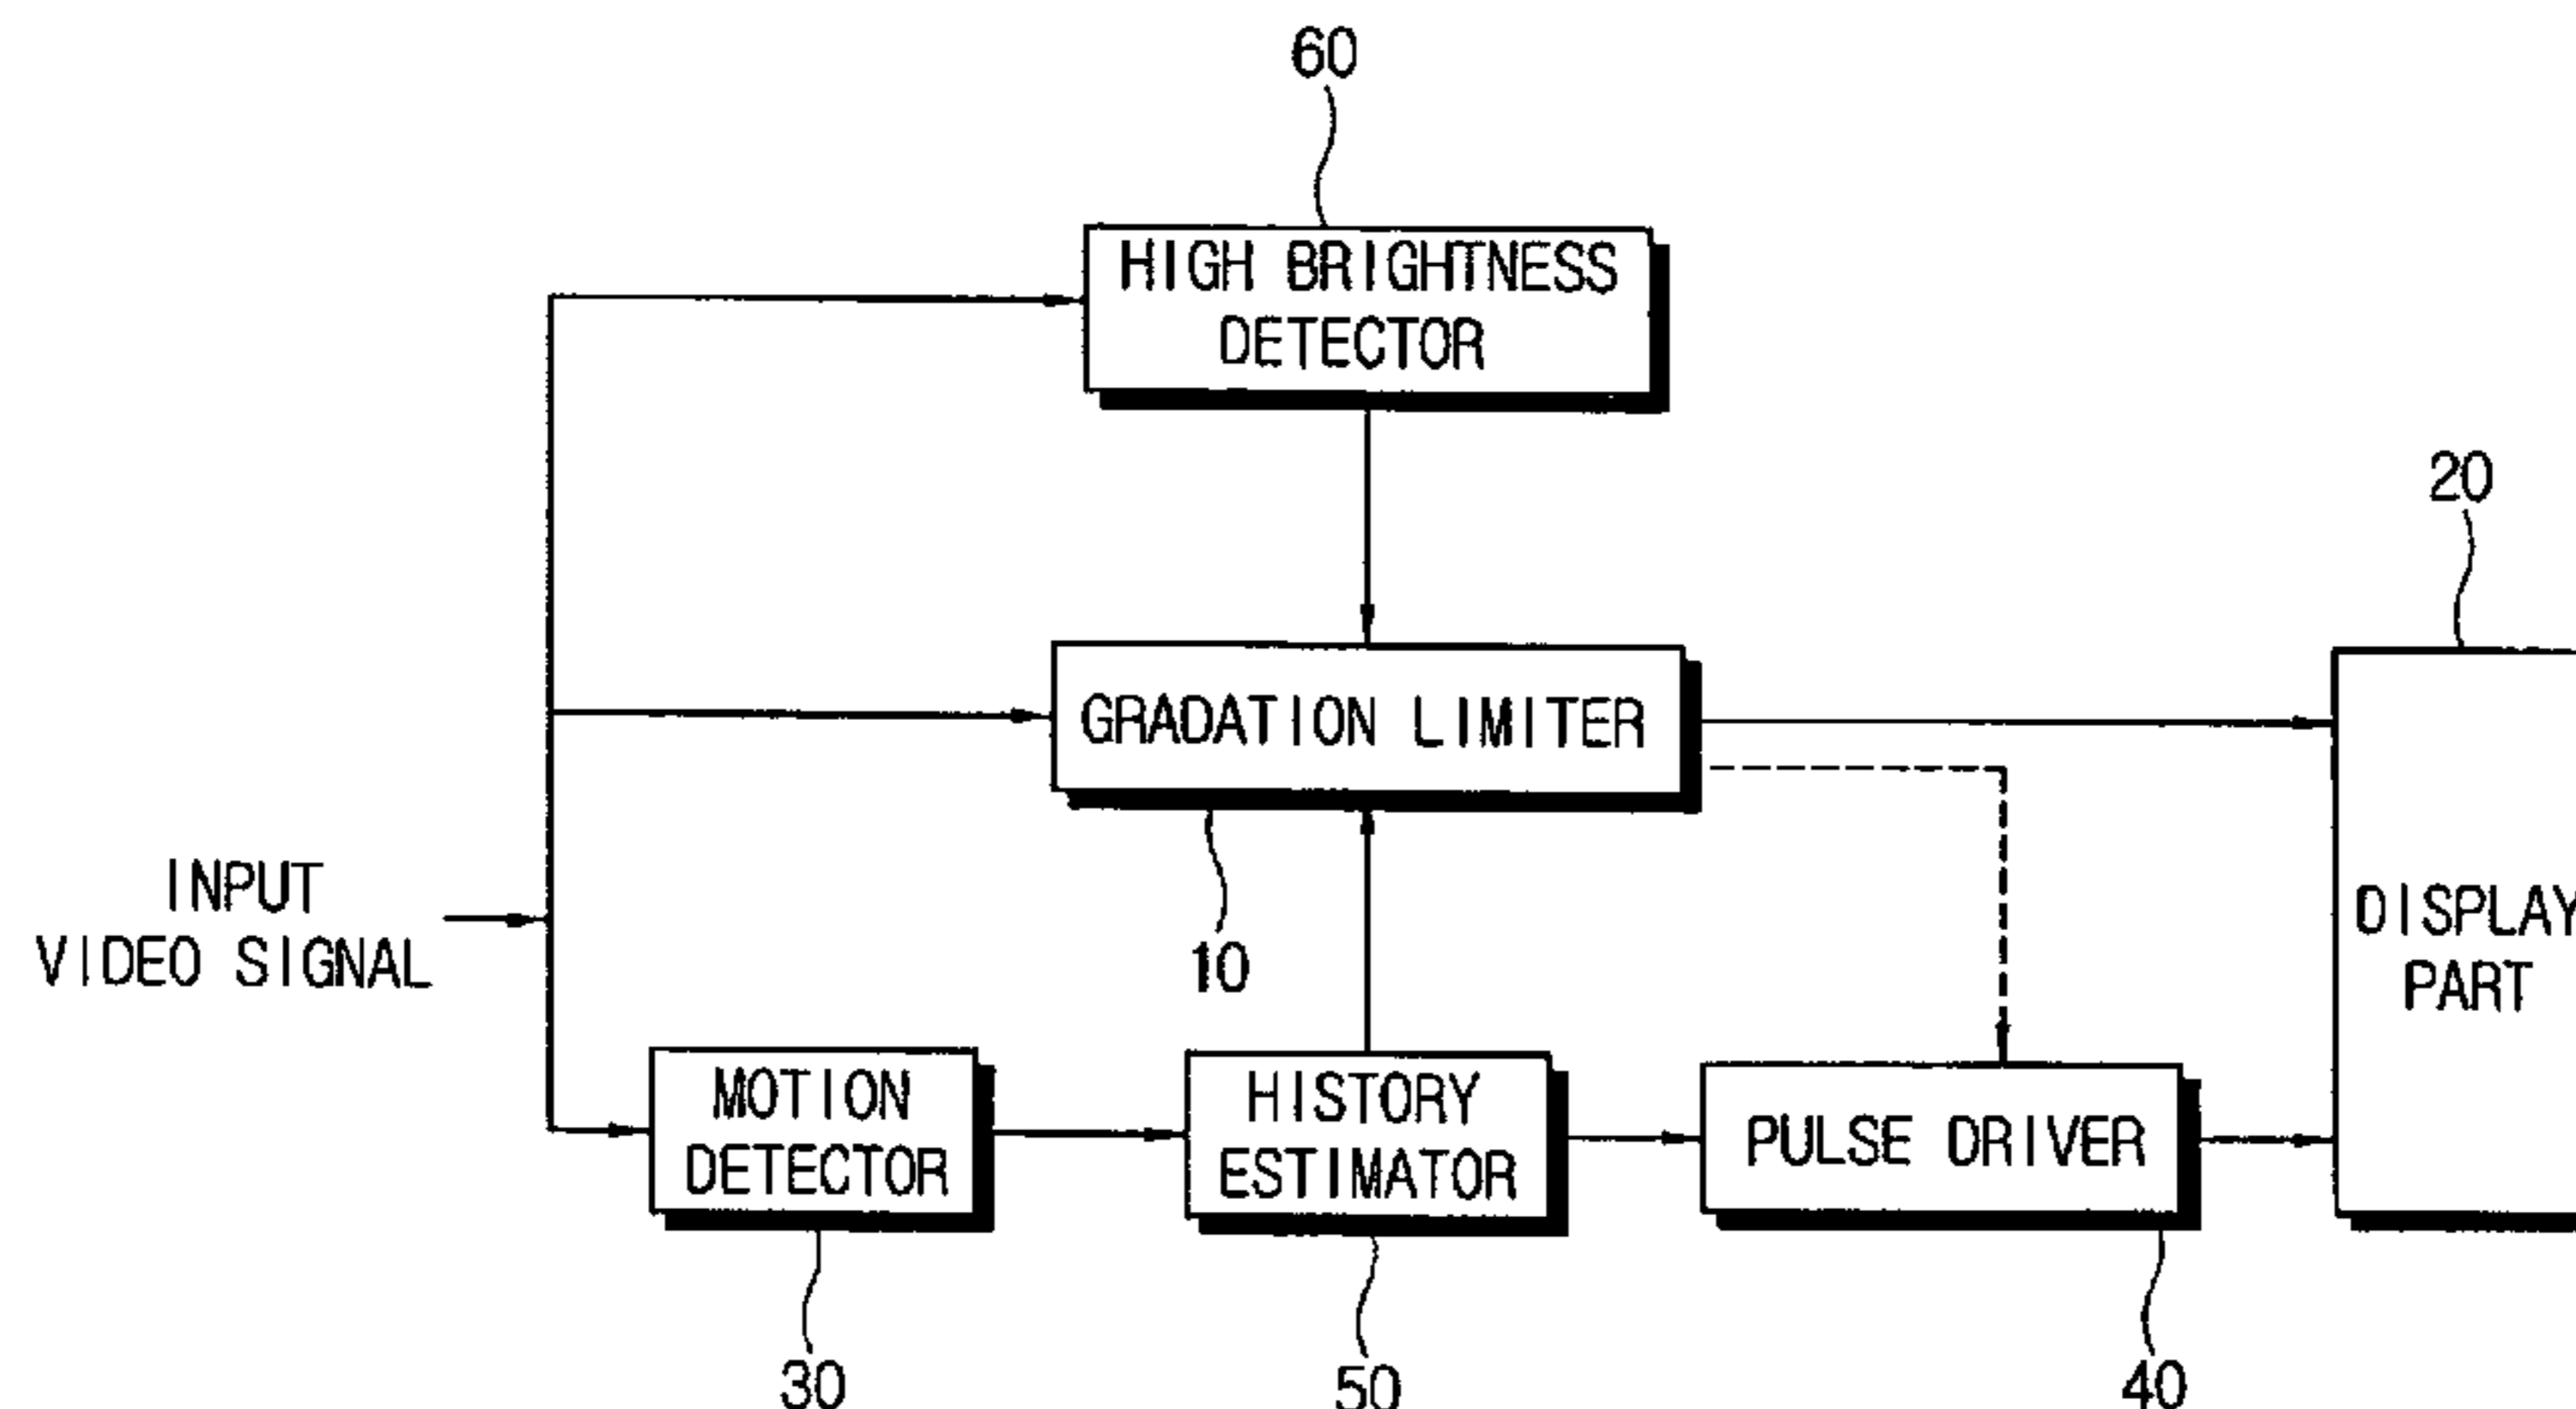 60
HIGH BRIGHTNESS
DETECTOR
20
GRADATION LIMITER
10
INPUT
VIDEO SIGNAL
DISPLAY
PART
MOTION
DETECTOR
HISTORY
ESTIMATOR
PULSE DRIVER
30
50
40